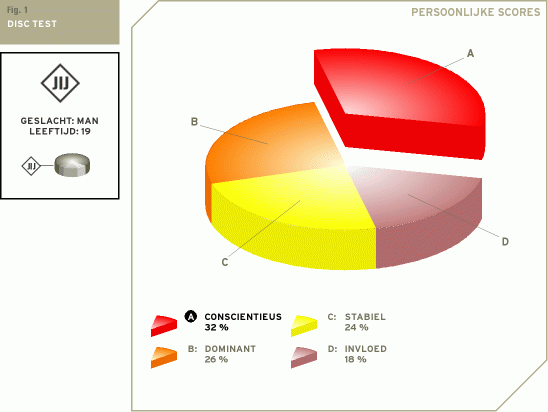 Fig. 1
DISC TEST
PERSOONLIJKE SCORES
JIJ
GESLACHT: MAN
LEEFTIJD: 19
JIJ
A
B
C
D
A CONSCIENTIEUS
32 %
B: DOMINANT
26 %
C: STABIEL
24 %
D: INVLOED
18 %